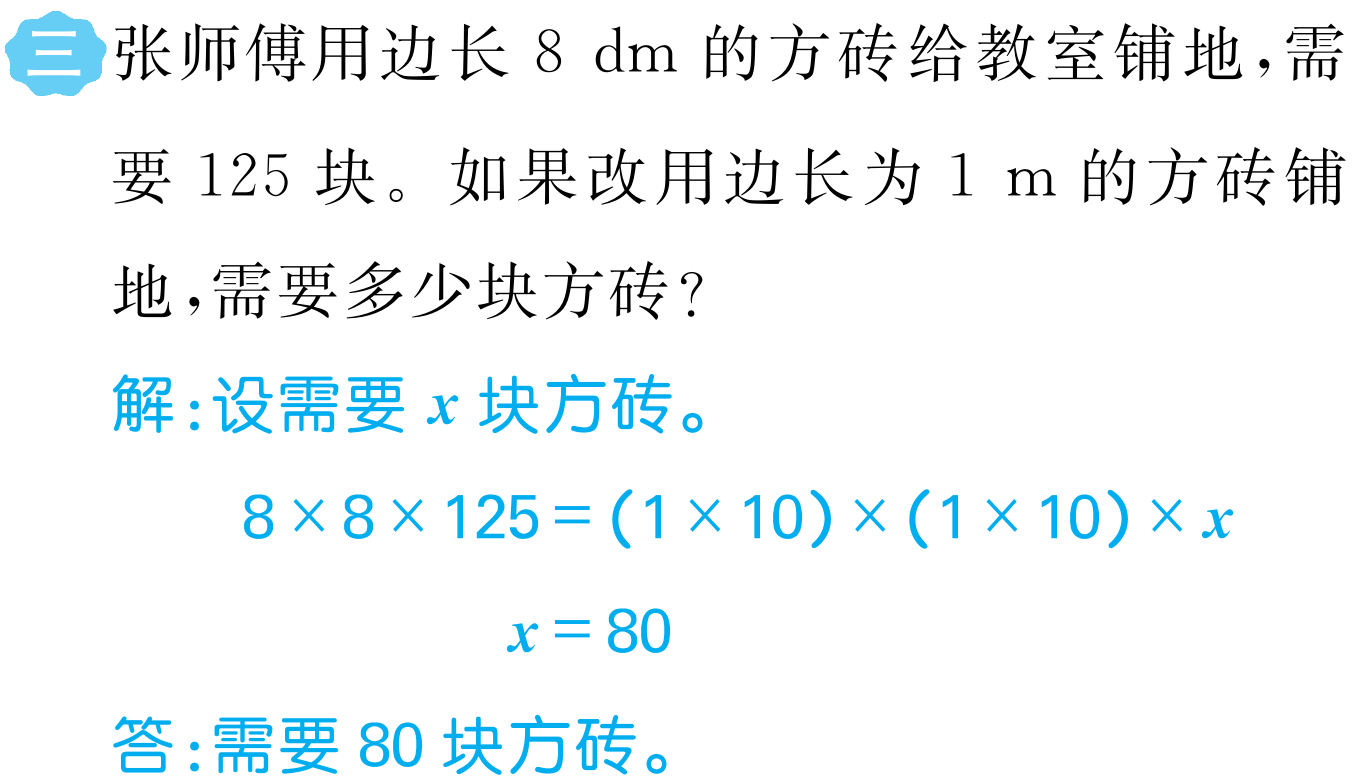 三 张师傅用边长 8 dm 的方砖给教室铺地,需
要 125 块。如果改用边长为 1 m 的方砖铺
地,需要多少块方砖?
解:设需要 x 块方砖。
8×8×125=(1×10)×(1×10)×x
x=80
答:需要 80 块方砖。